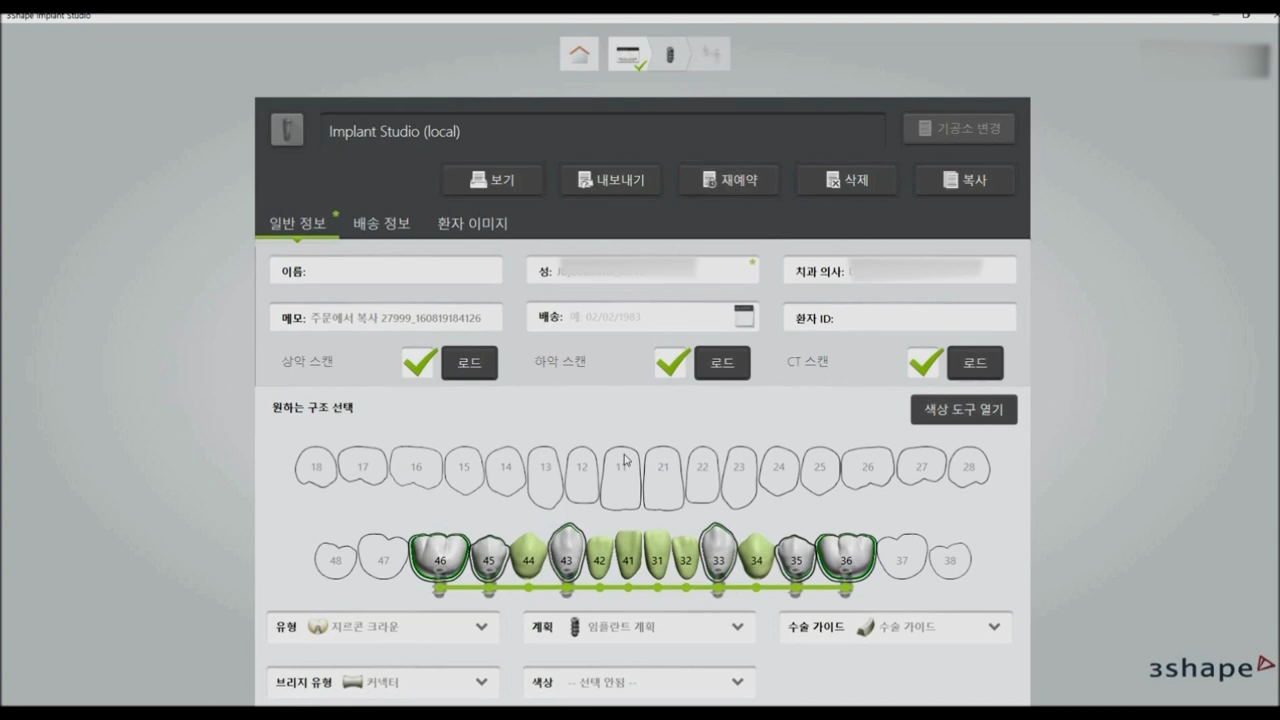 3Shape Implant Studio
Implant Studio (local)
기공소 변경
보기 내보내기 재예약 삭제 복사
일반 정보 배송 정보 환자 이미지
이름: 성: 치과 의사:
메모: 주문에서 복사 27999_160819184126 배송: 예: 02/02/1983 환자 ID:
상악 스캔 로드 하악 스캔 로드 CT 스캔 로드
원하는 구조 선택 색상 도구 열기
18 17 16 15 14 13 12 21 22 23 24 25 26 27 28
48 47 46 45 44 43 42 41 31 32 33 34 35 36 37 38
유형 지르콘 크라운 계획 임플란트 계획 수술 가이드 수술 가이드
브리지 유형 커넥터 색상 -- 선택 안됨 --
3shape